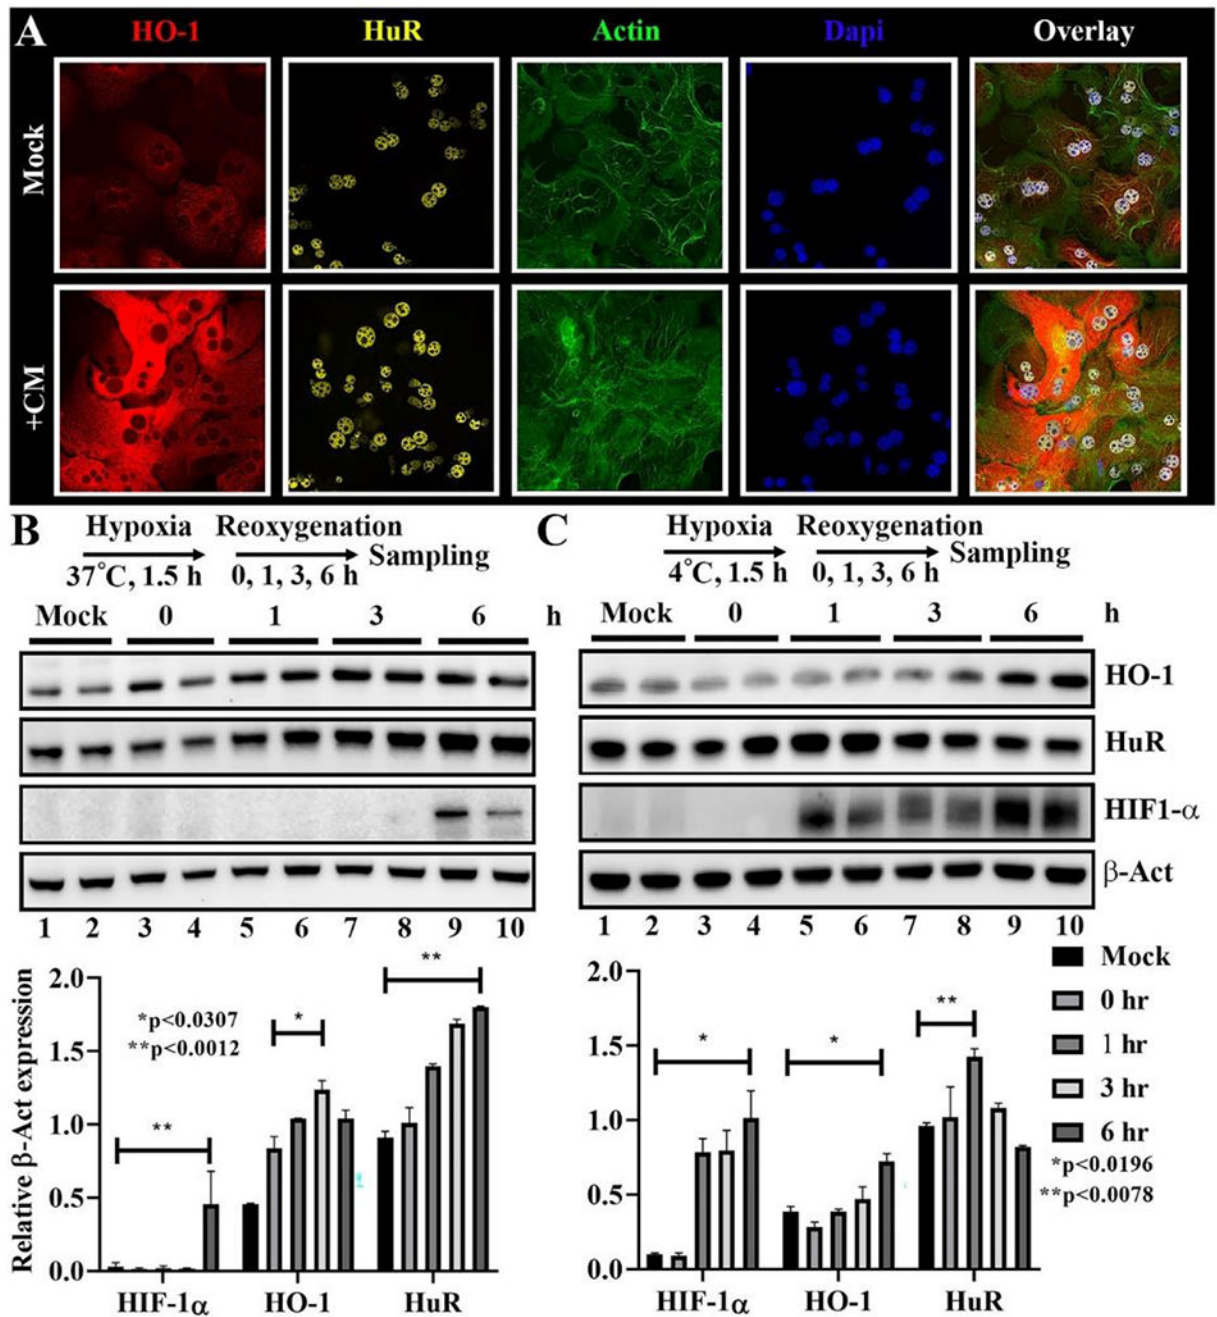 A HO-1 HuR Actin Dapi Overlay
Mock
+CM
B Hypoxia Reoxygenation Sampling
37°C, 1.5 h 0, 1, 3, 6 h
Mock 0 1 3 6 h
1 2 3 4 5 6 7 8 9 10
C Hypoxia Reoxygenation Sampling
4°C, 1.5 h 0, 1, 3, 6 h
Mock 0 1 3 6 h
HO-1
HuR
HIF1-α
β-Act
1 2 3 4 5 6 7 8 9 10
Relative β-Act expression
2.0
1.5
1.0
0.5
0.0
*p<0.0307
**p<0.0012
**
*
**
HIF-1α HO-1 HuR
2.0
1.5
1.0
0.5
0.0
*
*
**
HIF-1α HO-1 HuR
Mock
0 hr
1 hr
3 hr
6 hr
*p<0.0196
**p<0.0078